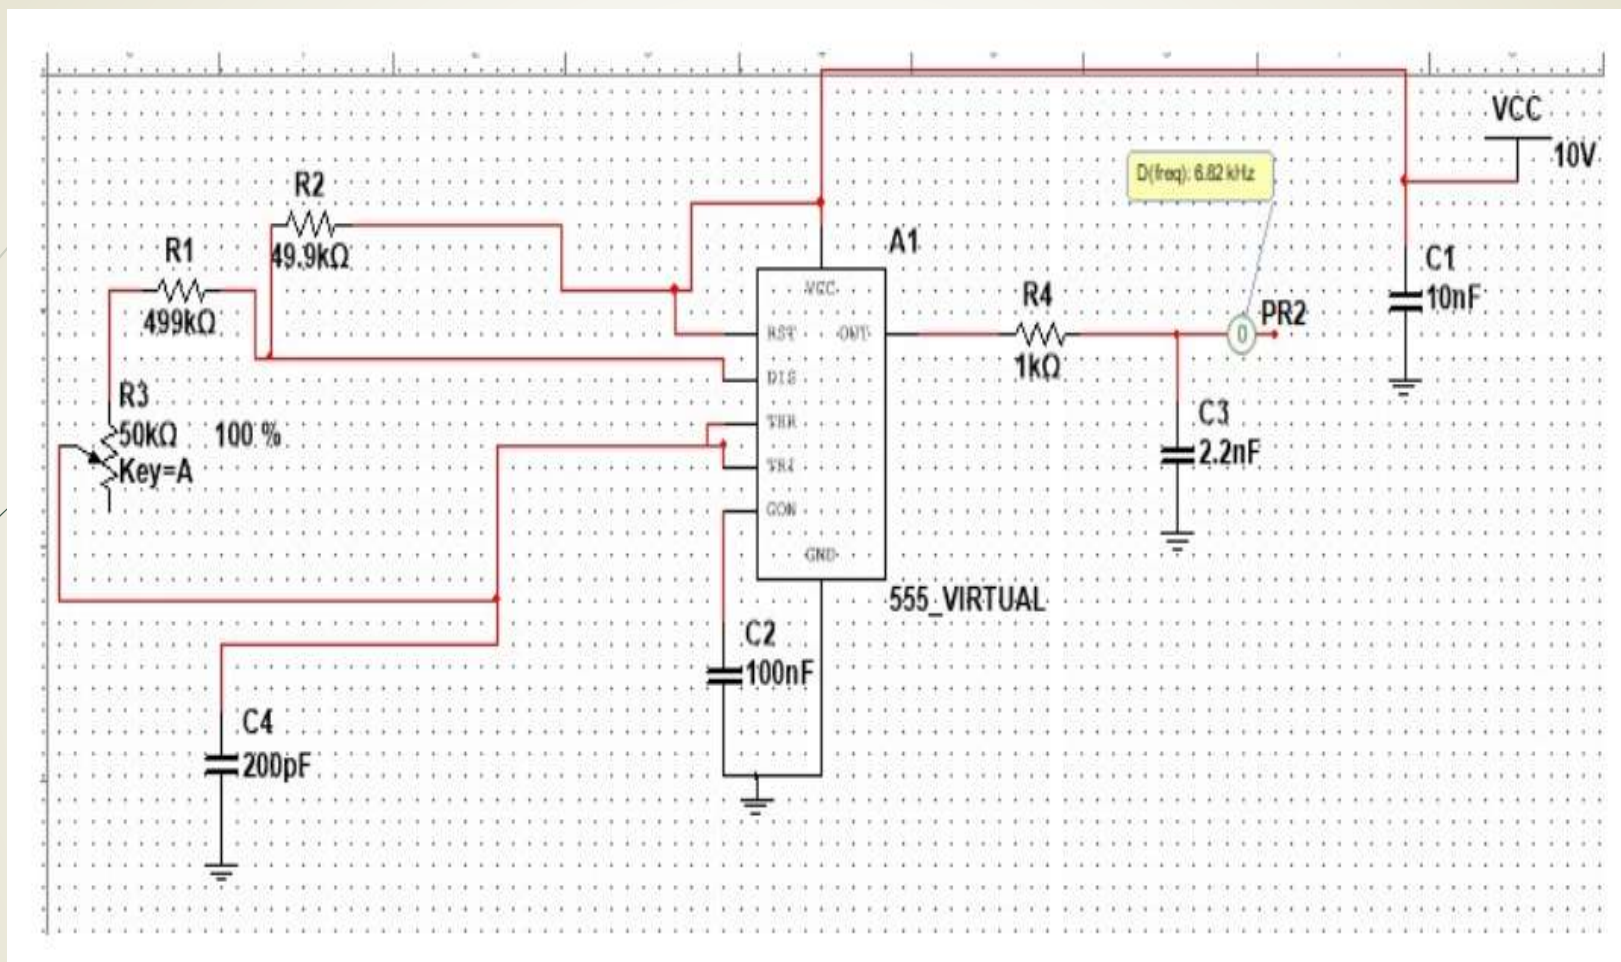 VCC
10V
D(freq): 6.82 kHz
R2
49.9kΩ
R1
499kΩ
A1
C1
10nF
VCC
R4
1kΩ
PR2
RST
OUT
DIS
R3
50kΩ
100 %
Key=A
THR
TRI
C3
2.2nF
CON
GND
555_VIRTUAL
C2
100nF
C4
200pF
0